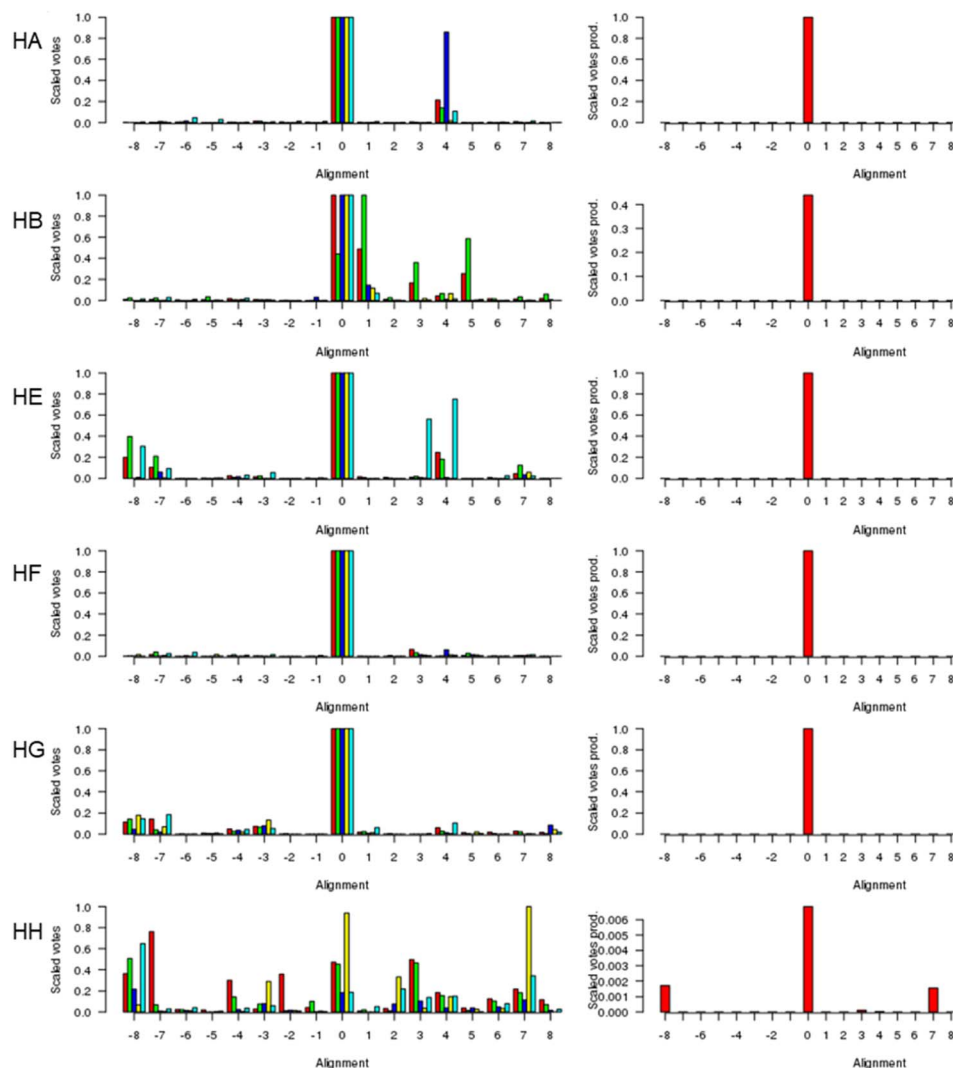 HA
Scaled votes
1.0
0.8
0.6
0.4
0.2
0.0
-8 -7 -6 -5 -4 -3 -2 -1 0 1 2 3 4 5 6 7 8
Alignment
Scaled votes prod.
1.0
0.8
0.6
0.4
0.2
0.0
-8 -6 -4 -2 0 1 2 3 4 5 6 7 8
Alignment
HB
Scaled votes
1.0
0.8
0.6
0.4
0.2
0.0
-8 -7 -6 -5 -4 -3 -2 -1 0 1 2 3 4 5 6 7 8
Alignment
Scaled votes prod.
0.4
0.3
0.2
0.1
0.0
-8 -6 -4 -2 0 1 2 3 4 5 6 7 8
Alignment
HE
Scaled votes
1.0
0.8
0.6
0.4
0.2
0.0
-8 -7 -6 -5 -4 -3 -2 -1 0 1 2 3 4 5 6 7 8
Alignment
Scaled votes prod.
1.0
0.8
0.6
0.4
0.2
0.0
-8 -6 -4 -2 0 1 2 3 4 5 6 7 8
Alignment
HF
Scaled votes
1.0
0.8
0.6
0.4
0.2
0.0
-8 -7 -6 -5 -4 -3 -2 -1 0 1 2 3 4 5 6 7 8
Alignment
Scaled votes prod.
1.0
0.8
0.6
0.4
0.2
0.0
-8 -6 -4 -2 0 1 2 3 4 5 6 7 8
Alignment
HG
Scaled votes
1.0
0.8
0.6
0.4
0.2
0.0
-8 -7 -6 -5 -4 -3 -2 -1 0 1 2 3 4 5 6 7 8
Alignment
Scaled votes prod.
1.0
0.8
0.6
0.4
0.2
0.0
-8 -6 -4 -2 0 1 2 3 4 5 6 7 8
Alignment
HH
Scaled votes
1.0
0.8
0.6
0.4
0.2
0.0
-8 -7 -6 -5 -4 -3 -2 -1 0 1 2 3 4 5 6 7 8
Alignment
Scaled votes prod.
0.006
0.005
0.004
0.003
0.002
0.001
0.000
-8 -6 -4 -2 0 1 2 3 4 5 6 7 8
Alignment